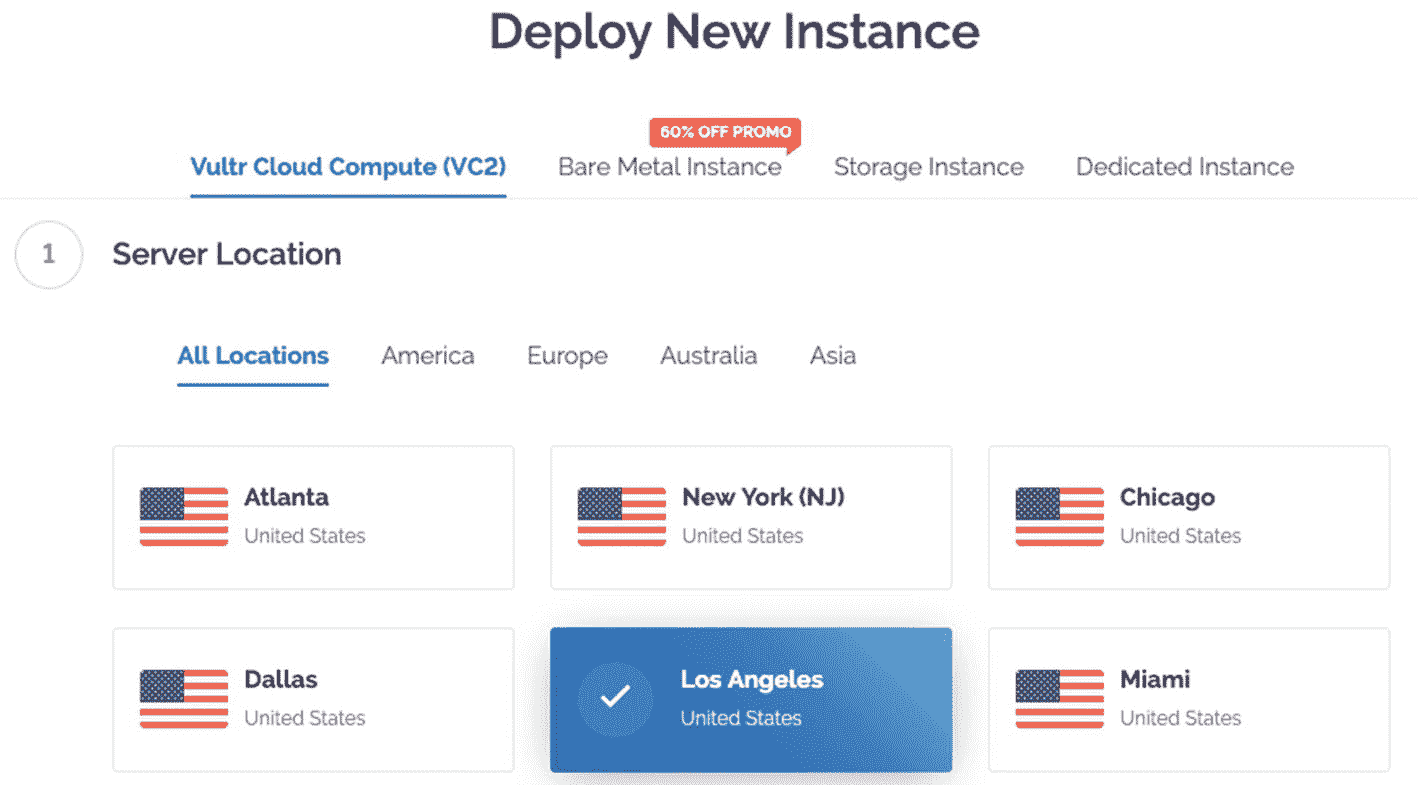 Deploy New Instance
60% OFF PROMO
Vultr Cloud Compute (VC2) Bare Metal Instance Storage Instance Dedicated Instance
1 Server Location
All Locations America Europe Australia Asia
Atlanta New York (NJ) Chicago
United States United States United States
Dallas Los Angeles Miami
United States United States United States